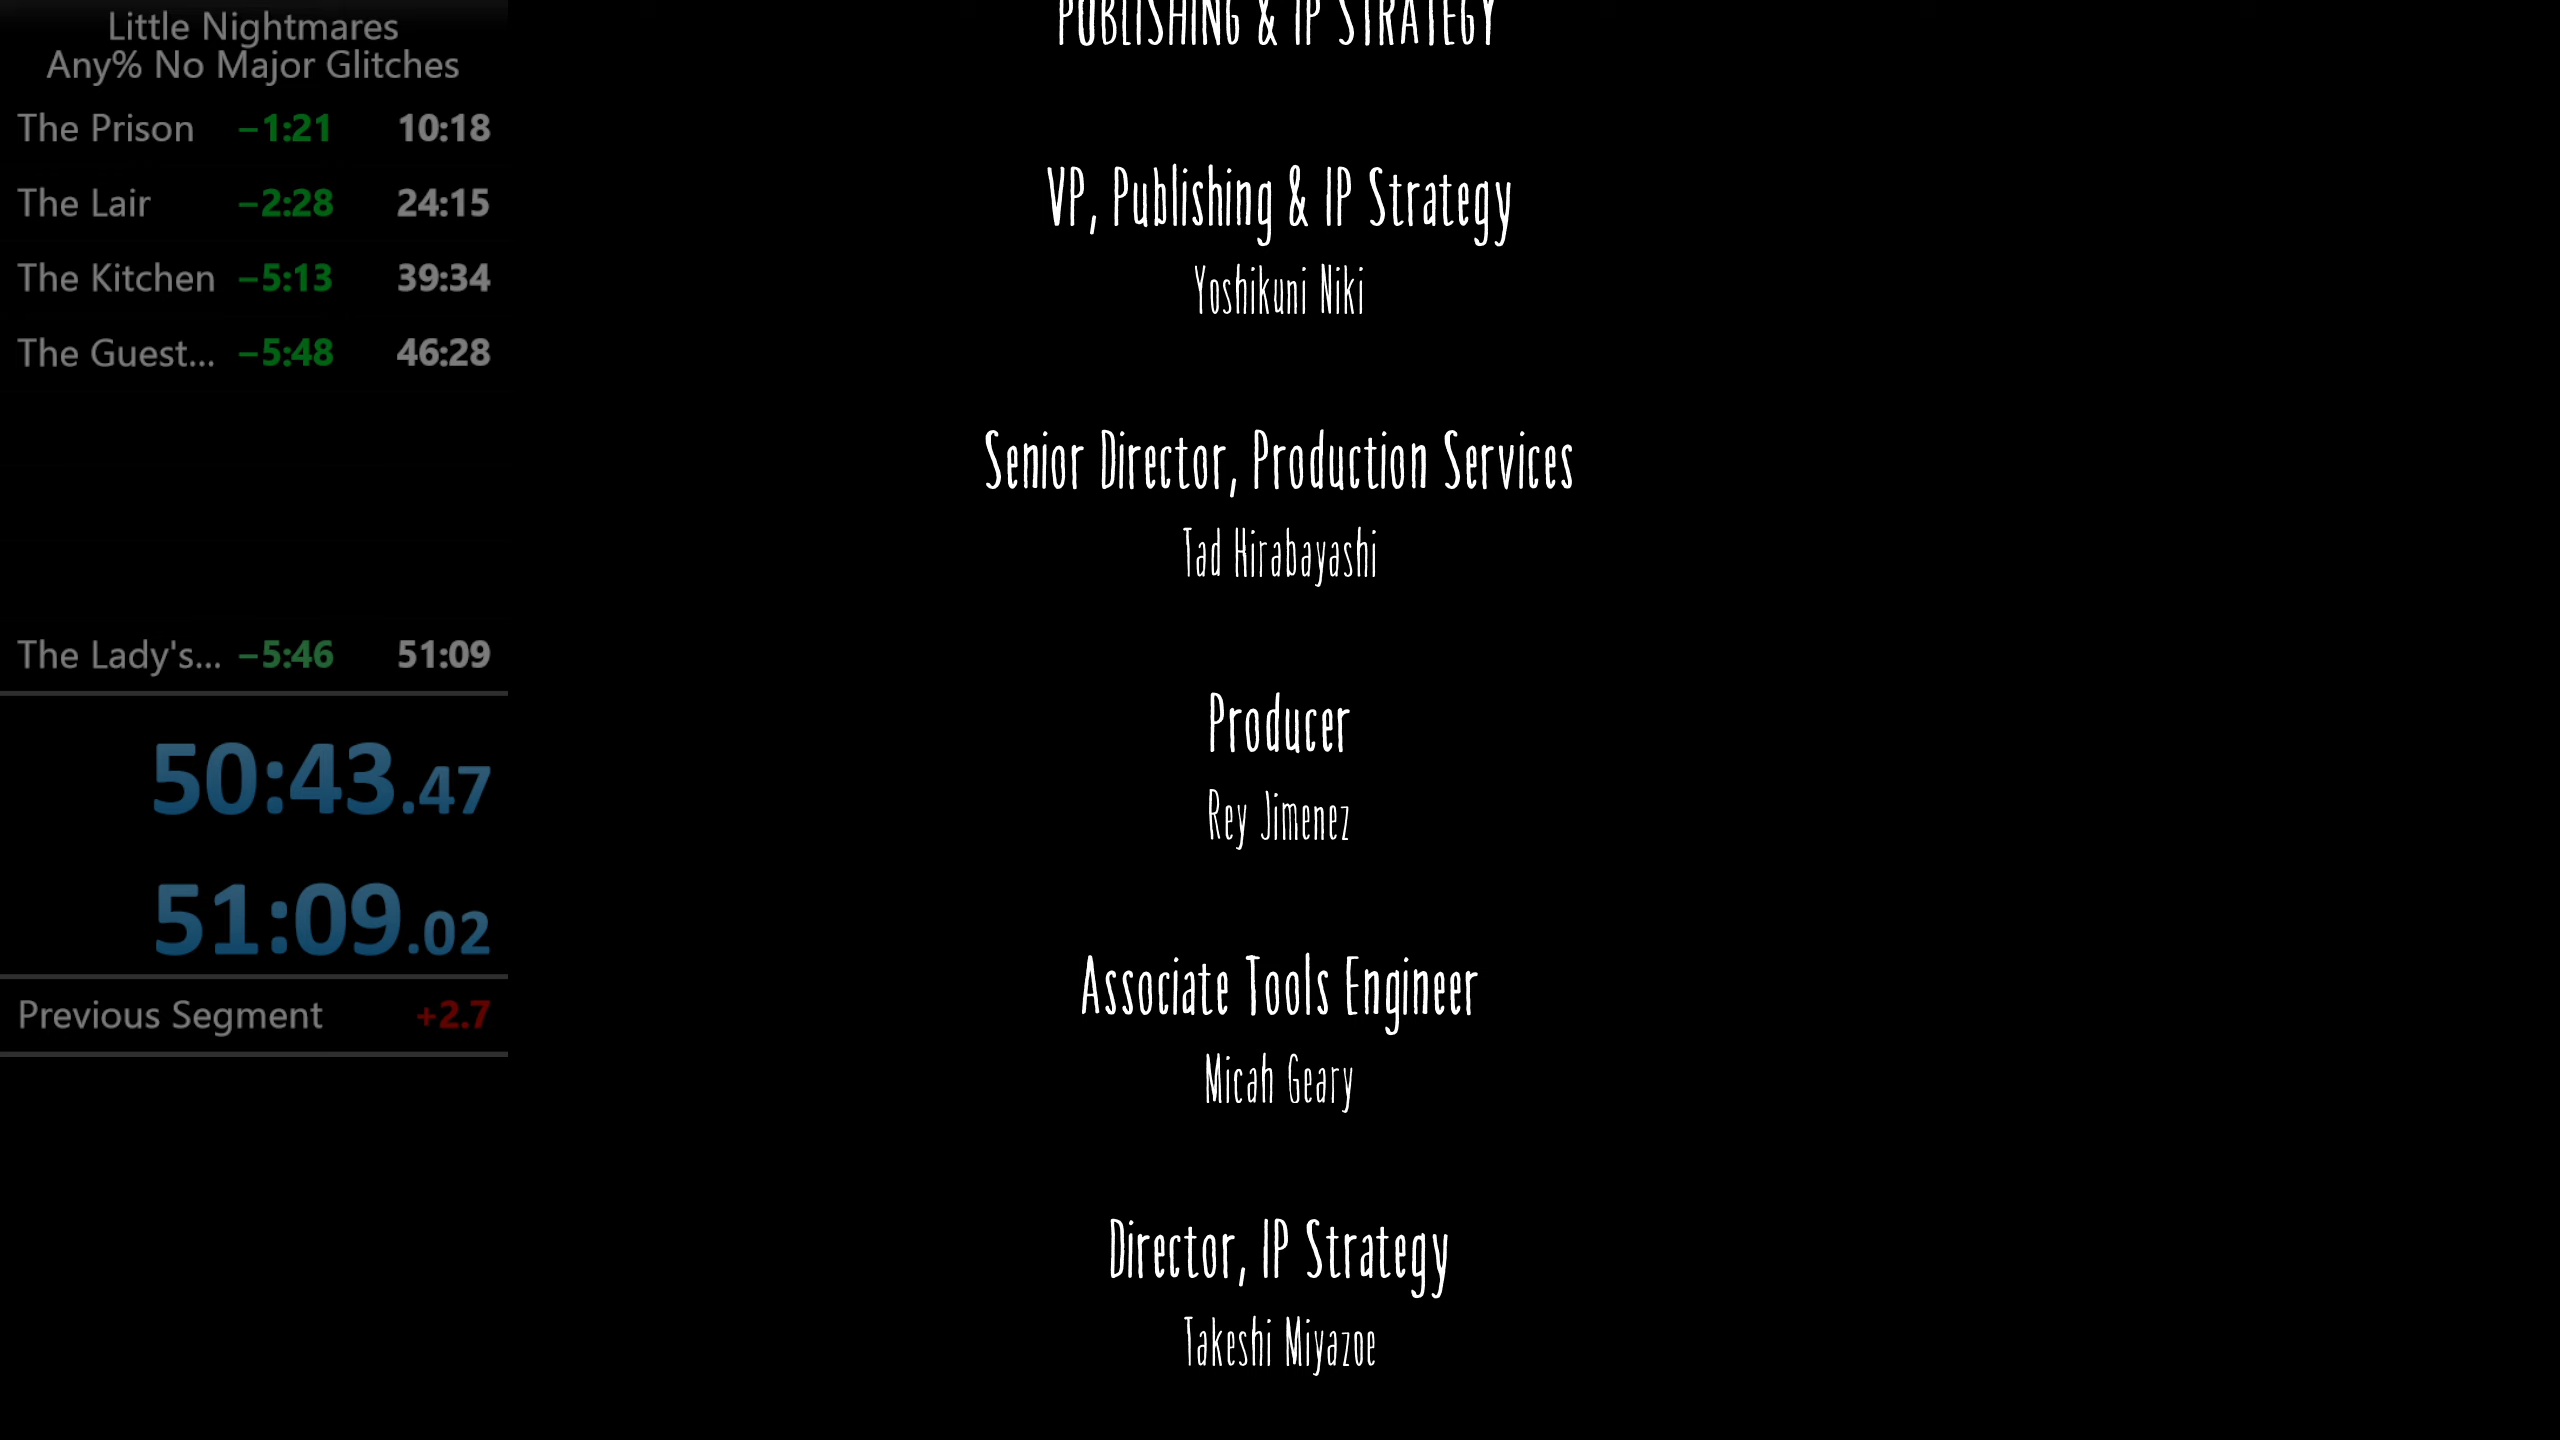 Little Nightmares
Any% No Major Glitches
The Prison −1:21 10:18
The Lair −2:28 24:15
The Kitchen −5:13 39:34
The Guest... −5:48 46:28
The Lady's... −5:46 51:09
50:43.47
51:09.02
Previous Segment +2.7
PUBLISHING & IP STRATEGY
VP, Publishing & IP Strategy
Yoshikuni Niki
Senior Director, Production Services
Tad Hirabayashi
Producer
Rey Jimenez
Associate Tools Engineer
Micah Geary
Director, IP Strategy
Takeshi Miyazoe